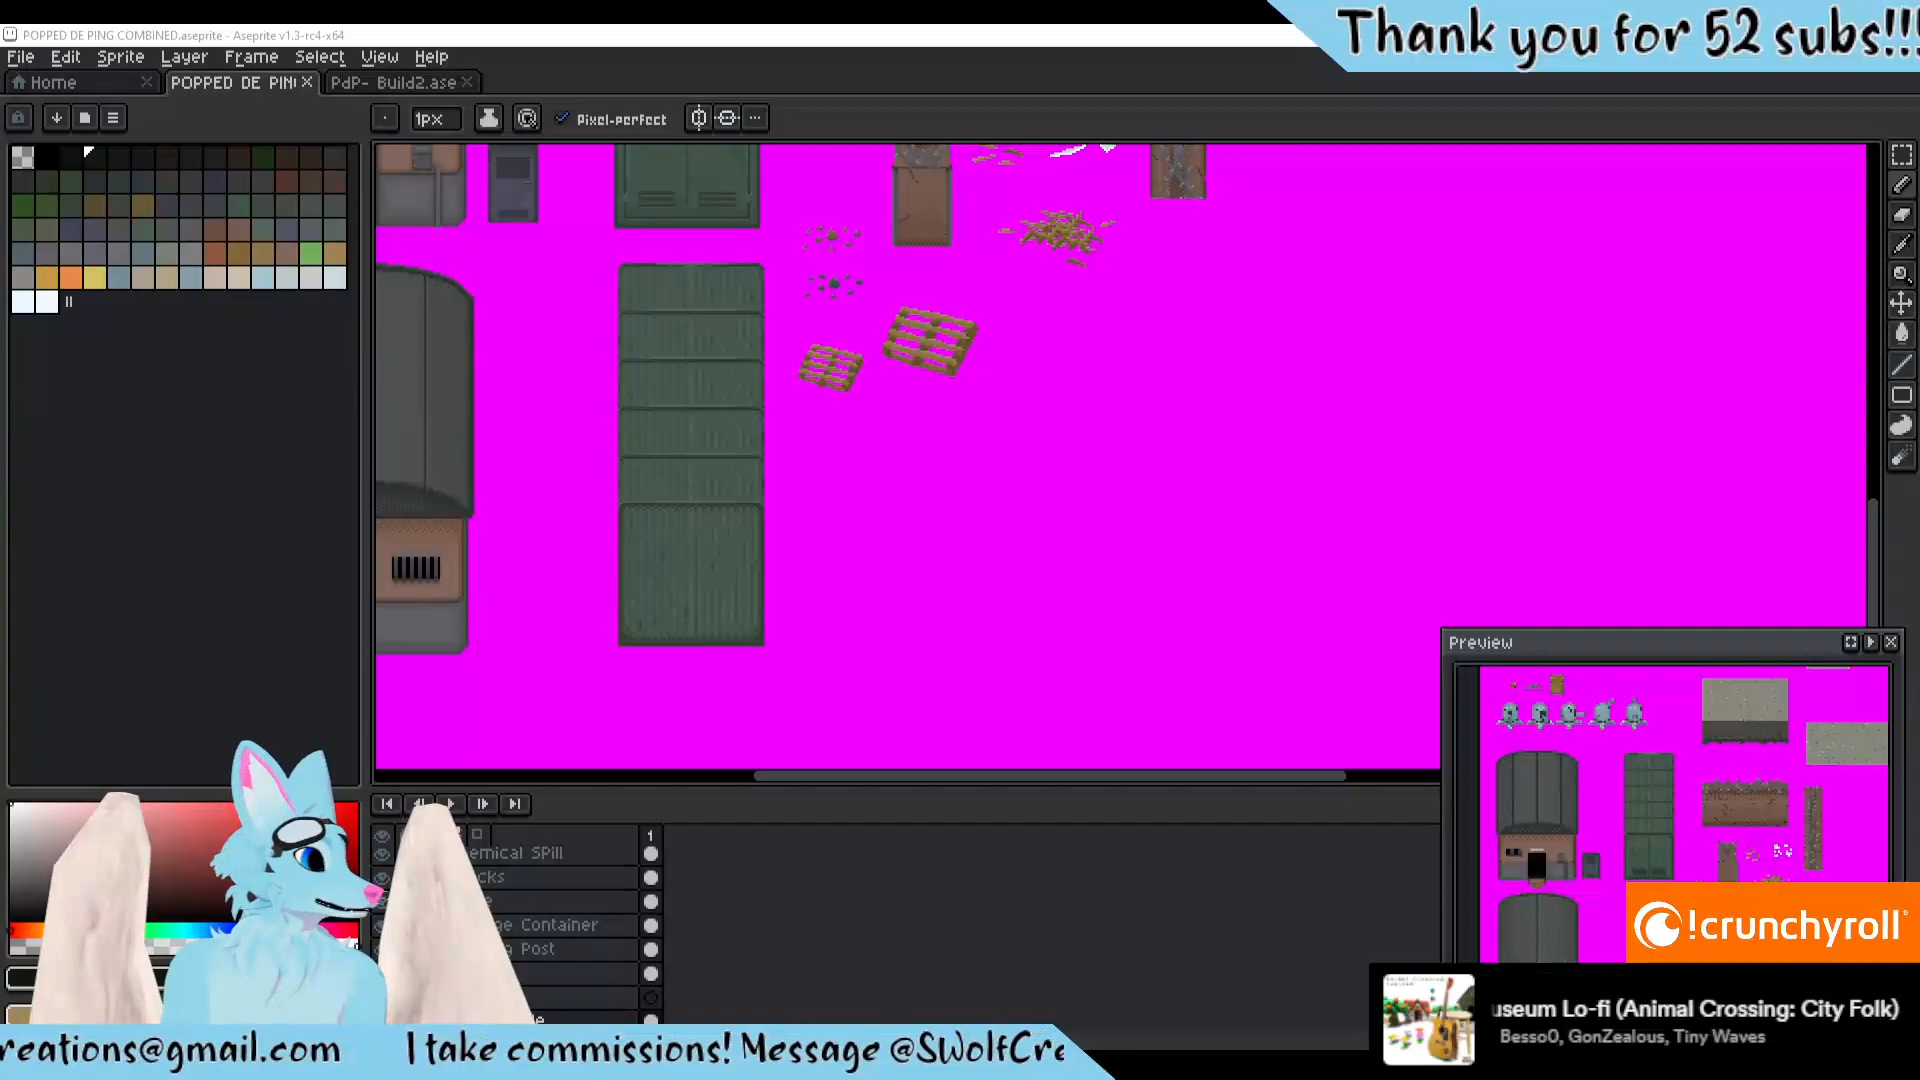 POPPED DE PING COMBINED.aseprite - Aseprite v1.3-rc4-x64
Thank you for 52 subs!!!
File Edit Sprite Layer Frame Select View Help
Home POPPED DE PIN PdP- Build2.ase
1px Pixel-perfect
Preview
1
emical SPill
cks
e
ge Container
g Post
!crunchyroll
useum Lo-fi (Animal Crossing: City Folk)
Besso0, GonZealous, Tiny Waves
reations@gmail.com I take commissions! Message @SWolfCre